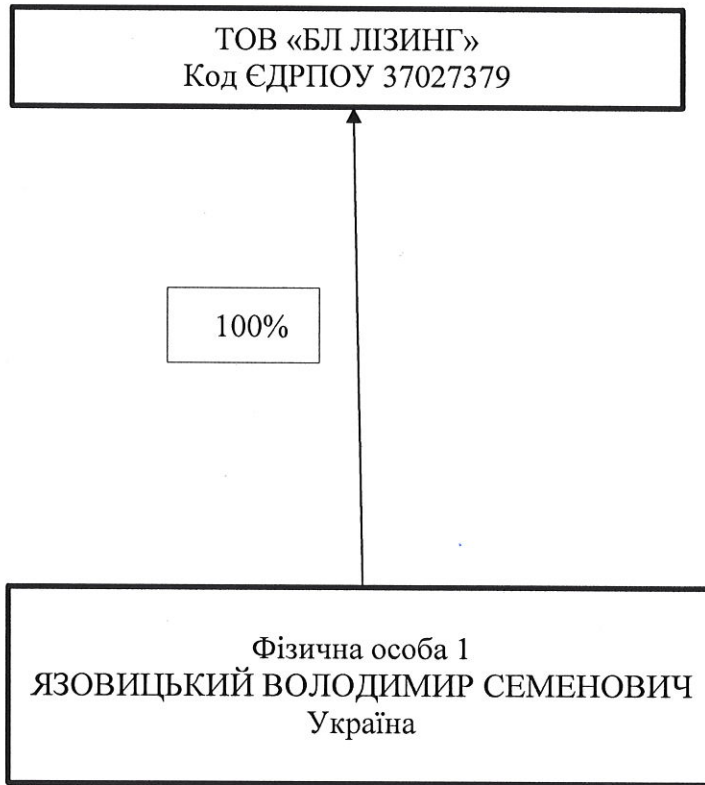 ТОВ «БЛ ЛІЗИНГ»
Код ЄДРПОУ 37027379
100%
Фізична особа 1
ЯЗОВИЦЬКИЙ ВОЛОДИМИР СЕМЕНОВИЧ
Україна